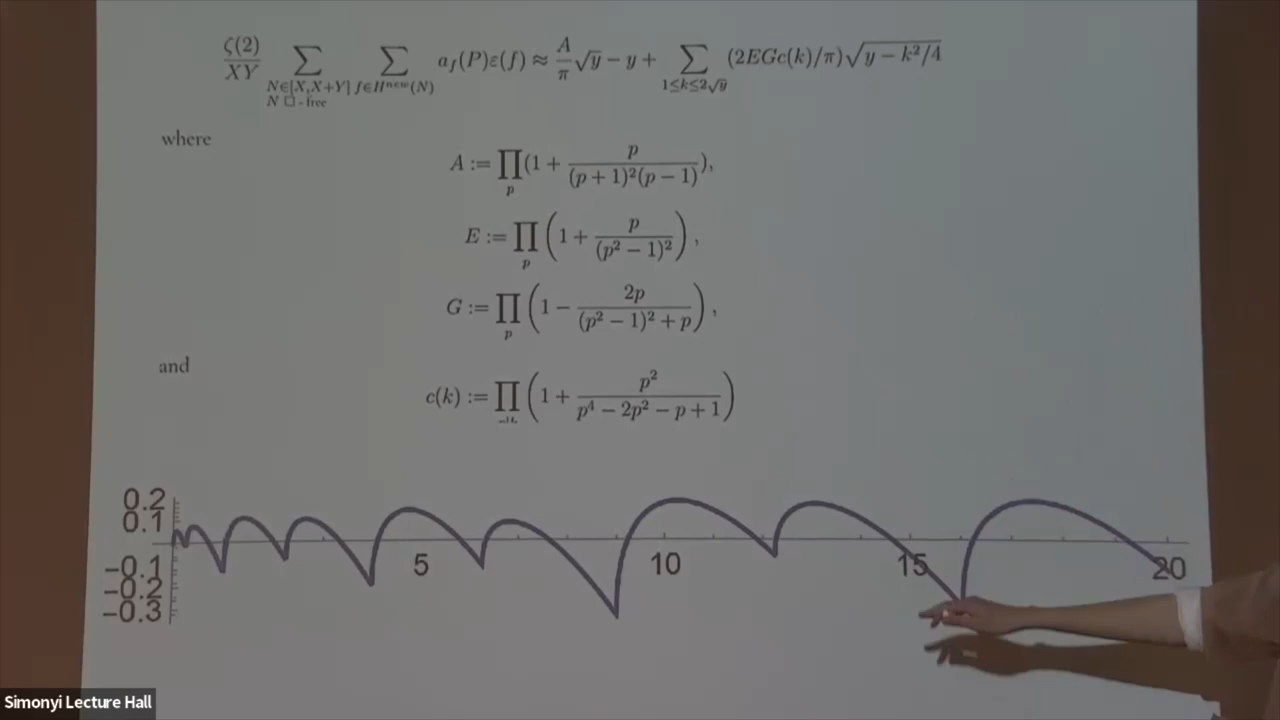 ζ(2)/XY ∑ ∑ a_f(P)ε(f) ≈ A/π √y − y + ∑ (2EGc(k)/π)√(y − k²/4)
N∈[X,X+Y] f∈H^new(N) 1≤k≤2√y
N □-free
where
A := ∏_p (1 + p/((p + 1)²(p − 1))),
E := ∏_p (1 + p/(p² − 1)²),
G := ∏_p (1 − 2p/((p² − 1)² + p)),
and
c(k) := ∏ (1 + p²/(p⁴ − 2p² − p + 1))
0.2
0.1
−0.1
−0.2
−0.3
5 10 15 20
Simonyi Lecture Hall